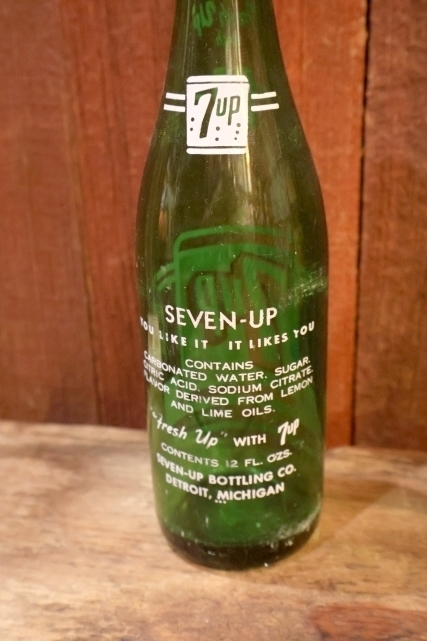 7up
SEVEN-UP
YOU LIKE IT IT LIKES YOU
CONTAINS
CARBONATED WATER, SUGAR,
CITRIC ACID, SODIUM CITRATE,
FLAVOR DERIVED FROM LEMON
AND LIME OILS.
"Fresh Up" WITH 7up
CONTENTS 12 FL. OZS.
SEVEN-UP BOTTLING CO.
DETROIT, MICHIGAN